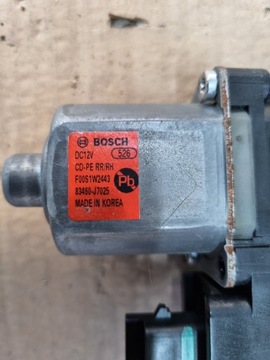 BOSCH
DC12V 526
CD-PE RR/RH
F00S1W2443
83460-J7025
MADE IN KOREA
Pb